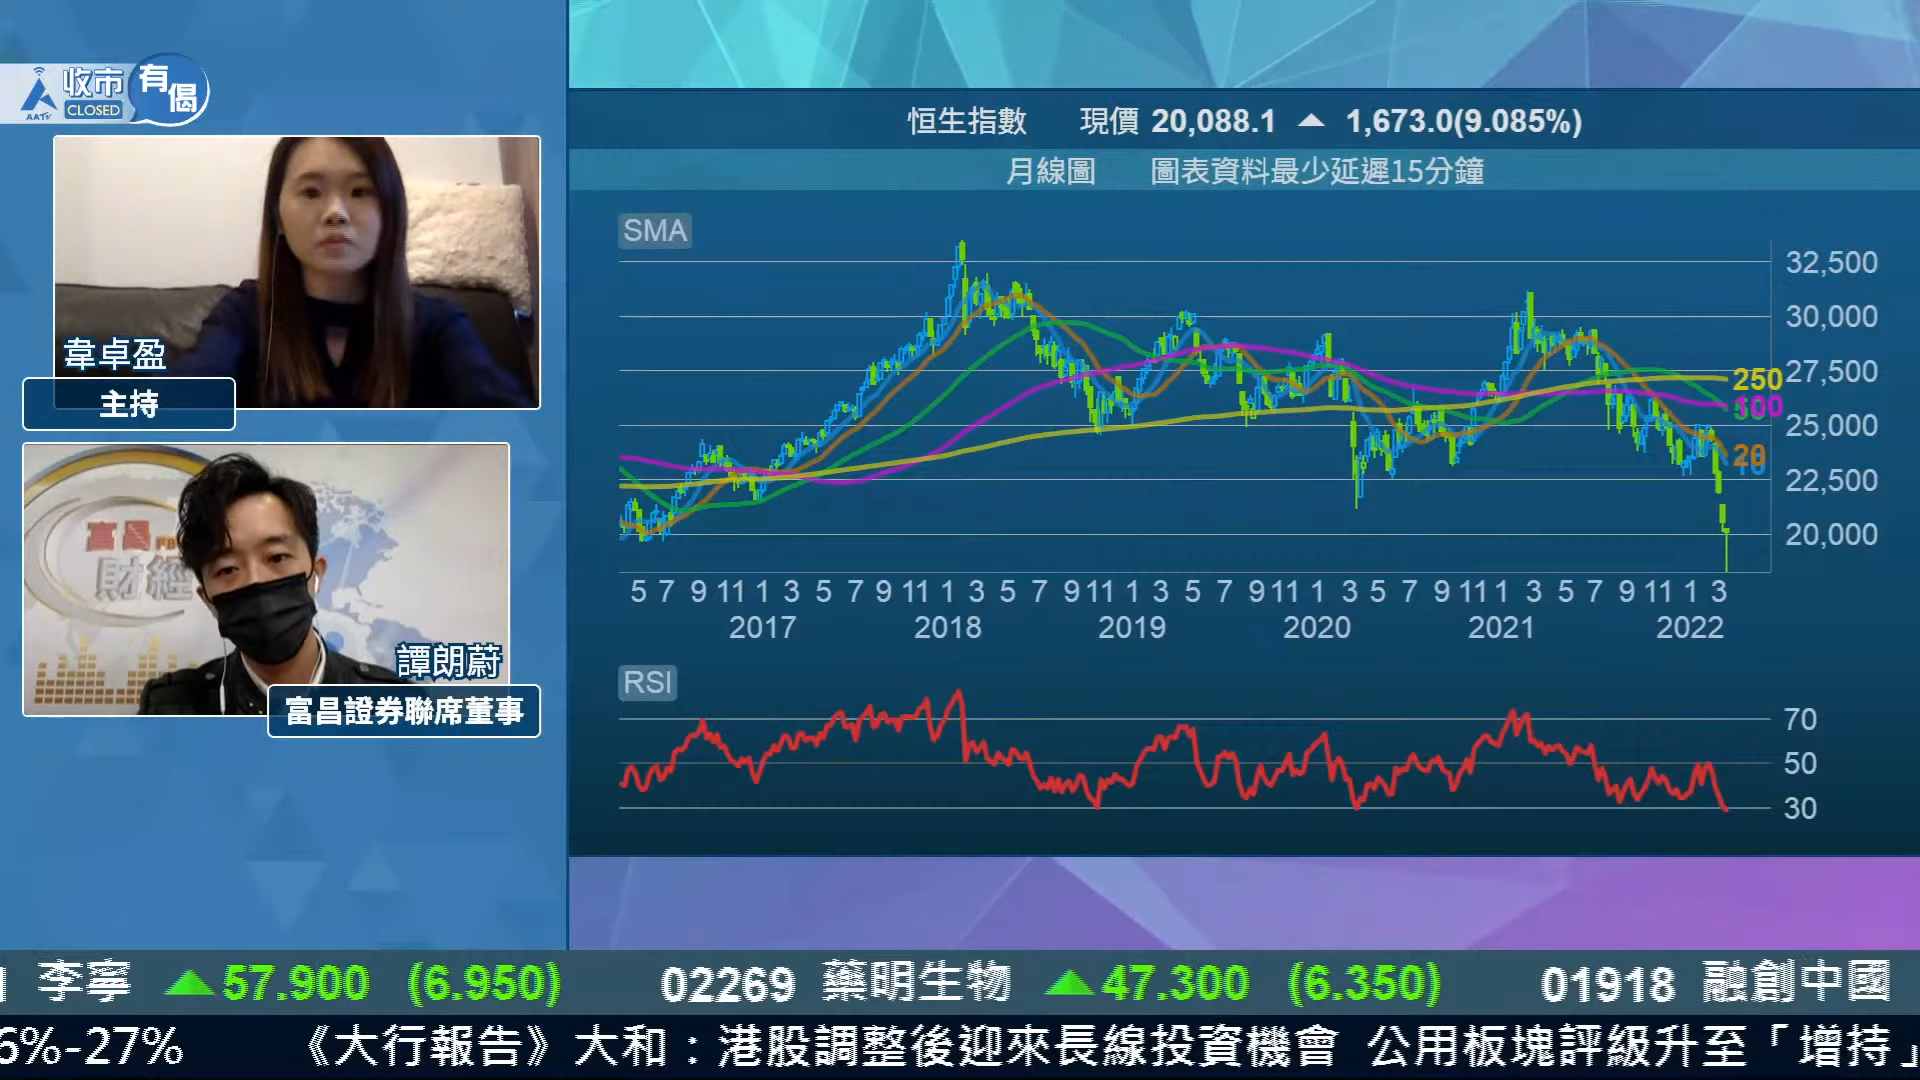 收市 有偈
CLOSED
AATV
韋卓盈
主持
富昌
財經
譚朗蔚
富昌證券聯席董事
恒生指數 現價 20,088.1 ▲ 1,673.0(9.085%)
月線圖 圖表資料最少延遲15分鐘
SMA
32,500
30,000
27,500
25,000
22,500
20,000
250
100
20
10
5 7 9 11 1 3 5 7 9 11 1 3 5 7 9 11 1 3 5 7 9 11 1 3 5 7 9 11 1 3 5 7 9 11 1 3
2017 2018 2019 2020 2021 2022
RSI
70
50
30
李寧 ▲57.900 (6.950) 02269 藥明生物 ▲47.300 (6.350) 01918 融創中國
6%-27% 《大行報告》大和：港股調整後迎來長線投資機會 公用板塊評級升至「增持」